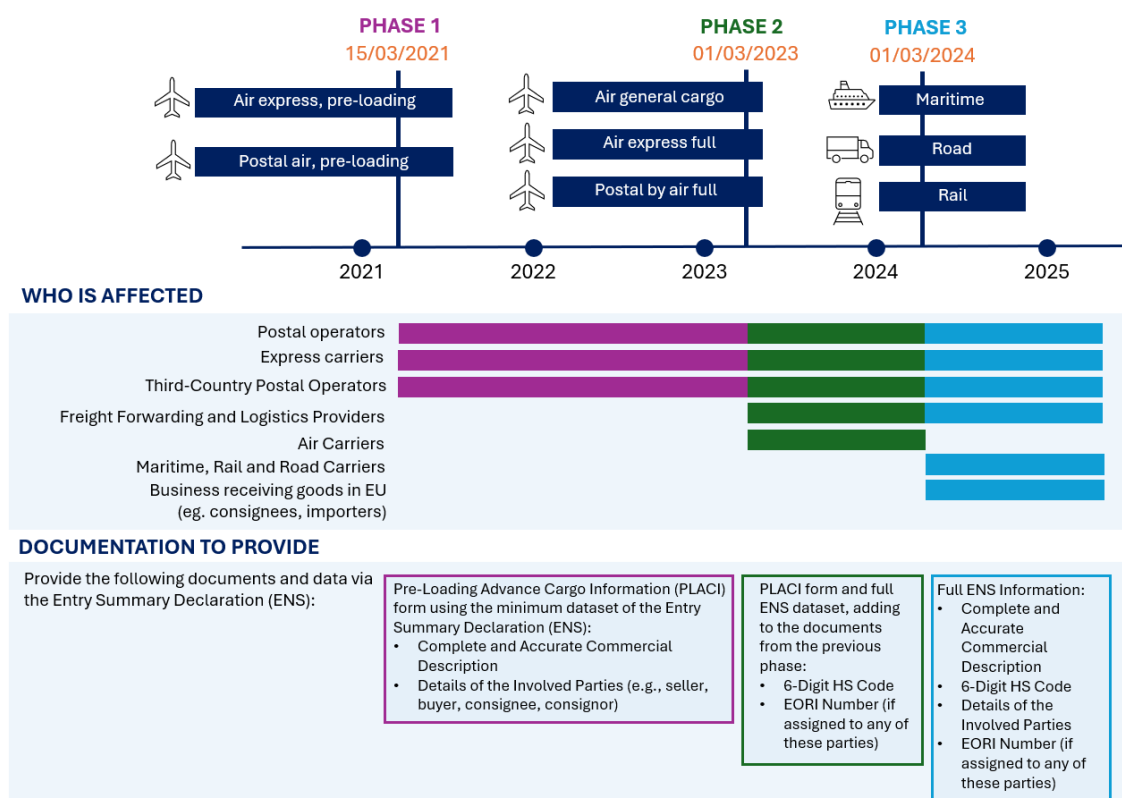 PHASE 1
15/03/2021
PHASE 2
01/03/2023
PHASE 3
01/03/2024
Air express, pre-loading
Postal air, pre-loading
Air general cargo
Air express full
Postal by air full
Maritime
Road
Rail
2021
2022
2023
2024
2025
WHO IS AFFECTED
Postal operators
Express carriers
Third-Country Postal Operators
Freight Forwarding and Logistics Providers
Air Carriers
Maritime, Rail and Road Carriers
Business receiving goods in EU
(eg. consignees, importers)
DOCUMENTATION TO PROVIDE
Provide the following documents and data via
the Entry Summary Declaration (ENS):
Pre-Loading Advance Cargo Information (PLACI)
form using the minimum dataset of the Entry
Summary Declaration (ENS):
• Complete and Accurate Commercial
Description
• Details of the Involved Parties (e.g., seller,
buyer, consignee, consignor)
PLACI form and full
ENS dataset, adding
to the documents
from the previous
phase:
• 6-Digit HS Code
• EORI Number (if
assigned to any of
these parties)
Full ENS Information:
• Complete and
Accurate
Commercial
Description
• 6-Digit HS Code
• Details of the
Involved Parties
• EORI Number (if
assigned to any of
these parties)